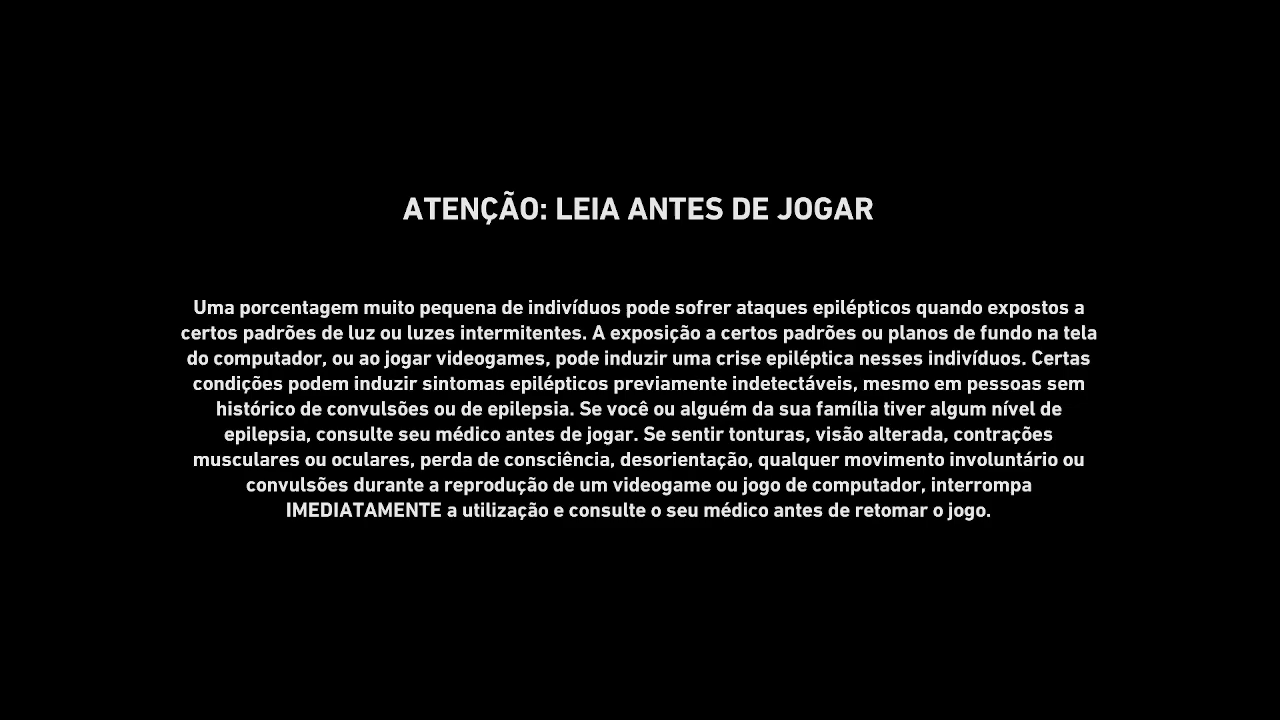 ATENÇÃO: LEIA ANTES DE JOGAR
Uma porcentagem muito pequena de indivíduos pode sofrer ataques epilépticos quando expostos a
certos padrões de luz ou luzes intermitentes. A exposição a certos padrões ou planos de fundo na tela
do computador, ou ao jogar videogames, pode induzir uma crise epiléptica nesses indivíduos. Certas
condições podem induzir sintomas epilépticos previamente indetectáveis, mesmo em pessoas sem
histórico de convulsões ou de epilepsia. Se você ou alguém da sua família tiver algum nível de
epilepsia, consulte seu médico antes de jogar. Se sentir tonturas, visão alterada, contrações
musculares ou oculares, perda de consciência, desorientação, qualquer movimento involuntário ou
convulsões durante a reprodução de um videogame ou jogo de computador, interrompa
IMEDIATAMENTE a utilização e consulte o seu médico antes de retomar o jogo.